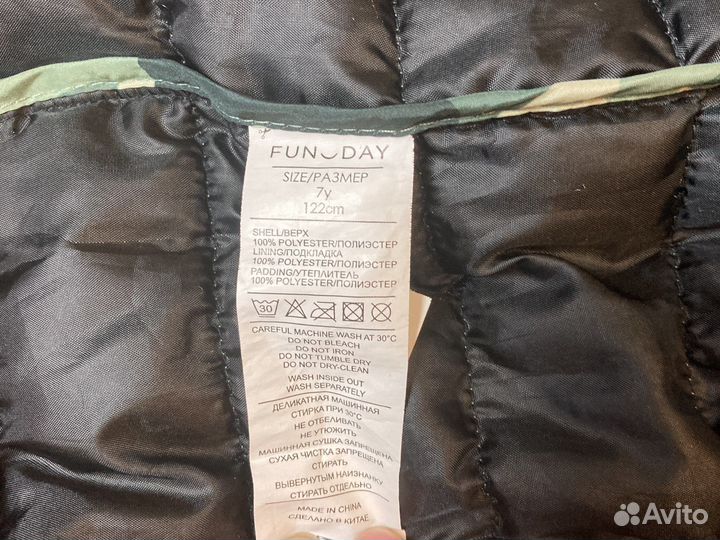 FUNDAY
SIZE/РАЗМЕР
7y
122cm
SHELL/ВЕРХ
100% POLYESTER/ПОЛИЭСТЕР
LINING/ПОДКЛАДКА
100% POLYESTER/ПОЛИЭСТЕР
PADDING/УТЕПЛИТЕЛЬ
100% POLYESTER/ПОЛИЭСТЕР
30
CAREFUL MACHINE WASH AT 30°C
DO NOT BLEACH
DO NOT IRON
DO NOT TUMBLE DRY
DO NOT DRY-CLEAN
WASH INSIDE OUT
WASH SEPARATELY
ДЕЛИКАТНАЯ МАШИННАЯ
СТИРКА ПРИ 30°C
НЕ ОТБЕЛИВАТЬ
НЕ УТЮЖИТЬ
МАШИННАЯ СУШКА ЗАПРЕЩЕНА
СУХАЯ ЧИСТКА ЗАПРЕЩЕНА
СТИРАТЬ
ВЫВЕРНУТЫМ НАИЗНАНКУ
СТИРАТЬ ОТДЕЛЬНО
MADE IN CHINA
СДЕЛАНО В КИТАЕ
Avito